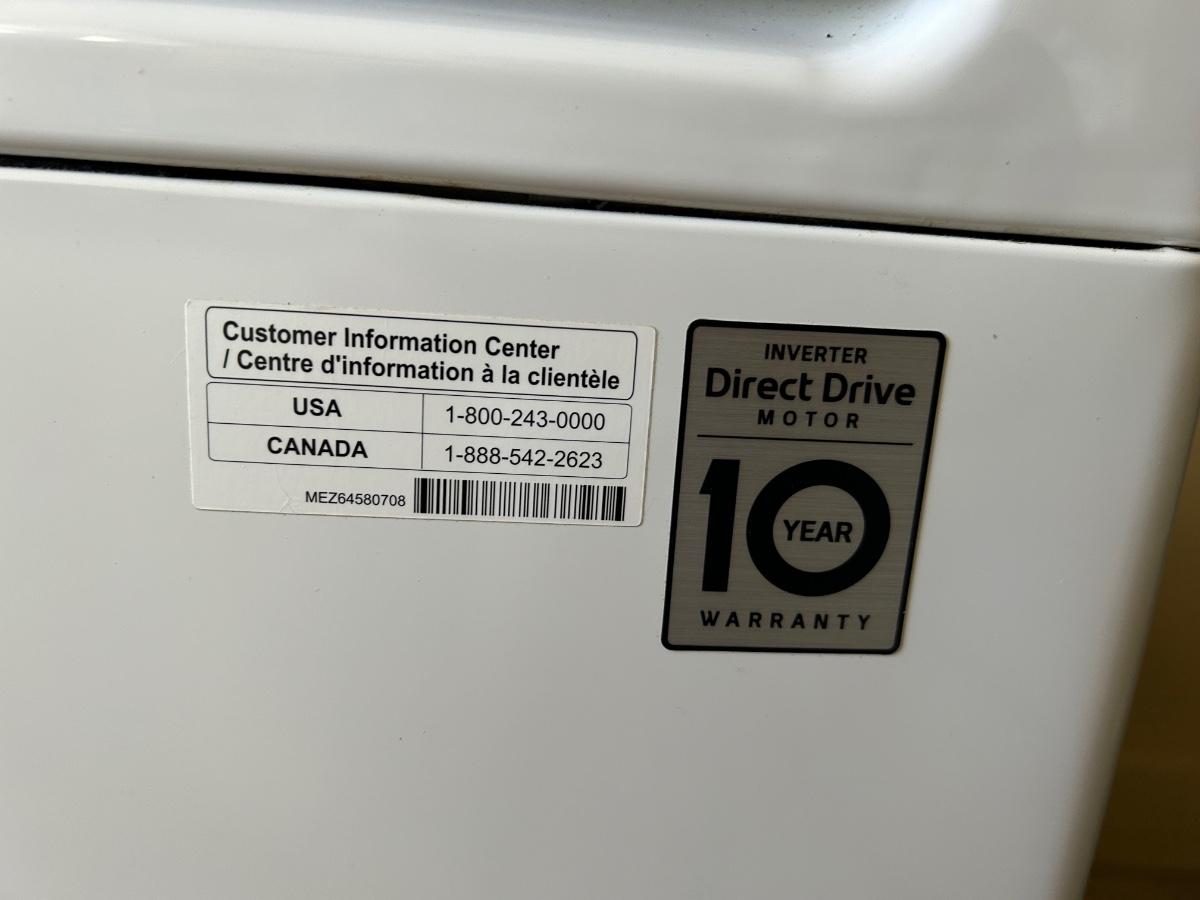 Customer Information Center
/ Centre d'information à la clientèle
USA 1-800-243-0000
CANADA 1-888-542-2623
MEZ64580708
INVERTER
Direct Drive
MOTOR
10
YEAR
WARRANTY